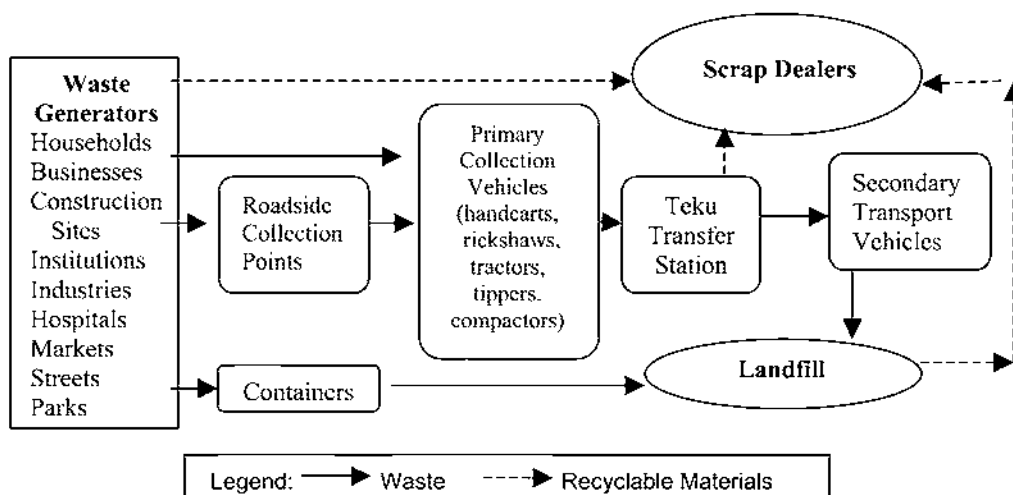 Waste
Generators
Households
Businesses
Construction
Sites
Institutions
Industries
Hospitals
Markets
Streets
Parks
Roadside
Collection
Points
Containers
Primary
Collection
Vehicles
(handcarts,
rickshaws,
tractors,
tippers.
compactors)
Scrap Dealers
Teku
Transfer
Station
Secondary
Transport
Vehicles
Landfill
Legend: Waste Recyclable Materials